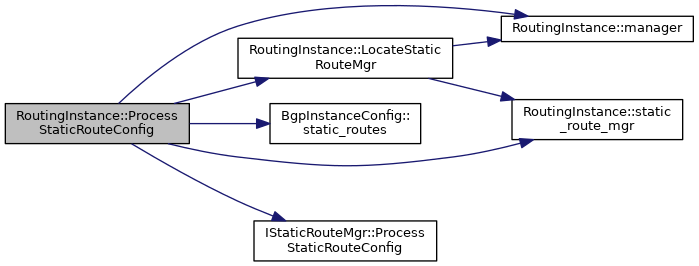 RoutingInstance::Process
StaticRouteConfig
RoutingInstance::LocateStatic
RouteMgr
BgpInstanceConfig::
static_routes
IStaticRouteMgr::Process
StaticRouteConfig
RoutingInstance::manager
RoutingInstance::static
_route_mgr